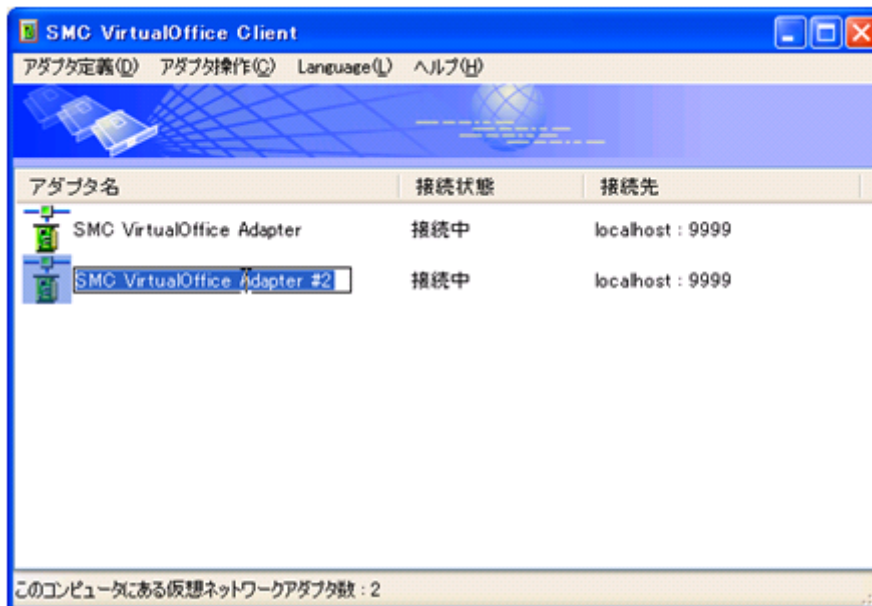 SMC VirtualOffice Client
アダプタ定義(D) アダプタ操作(C) Language(L) ヘルプ(H)
アダプタ名 接続状態 接続先
SMC VirtualOffice Adapter 接続中 localhost : 9999
SMC VirtualOffice Adapter #2 接続中 localhost : 9999
このコンピュータにある仮想ネットワークアダプタ数 : 2